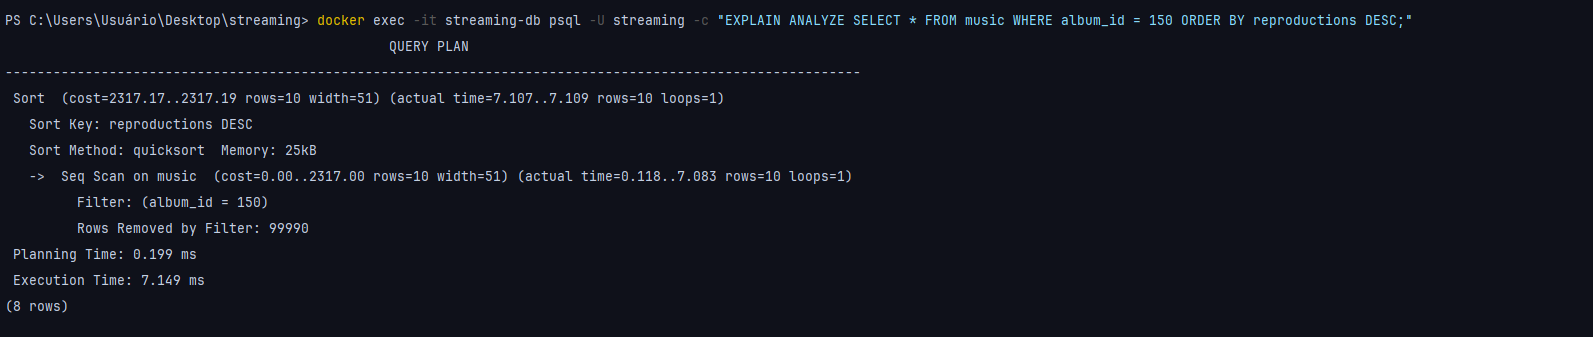 PS C:\Users\Usuário\Desktop\streaming> docker exec -it streaming-db psql -U streaming -c "EXPLAIN ANALYZE SELECT * FROM music WHERE album_id = 150 ORDER BY reproductions DESC;"
QUERY PLAN
-----------------------------------------------------------------------------------------------------------
Sort  (cost=2317.17..2317.19 rows=10 width=51) (actual time=7.107..7.109 rows=10 loops=1)
Sort Key: reproductions DESC
Sort Method: quicksort  Memory: 25kB
->  Seq Scan on music  (cost=0.00..2317.00 rows=10 width=51) (actual time=0.118..7.083 rows=10 loops=1)
Filter: (album_id = 150)
Rows Removed by Filter: 99990
Planning Time: 0.199 ms
Execution Time: 7.149 ms
(8 rows)